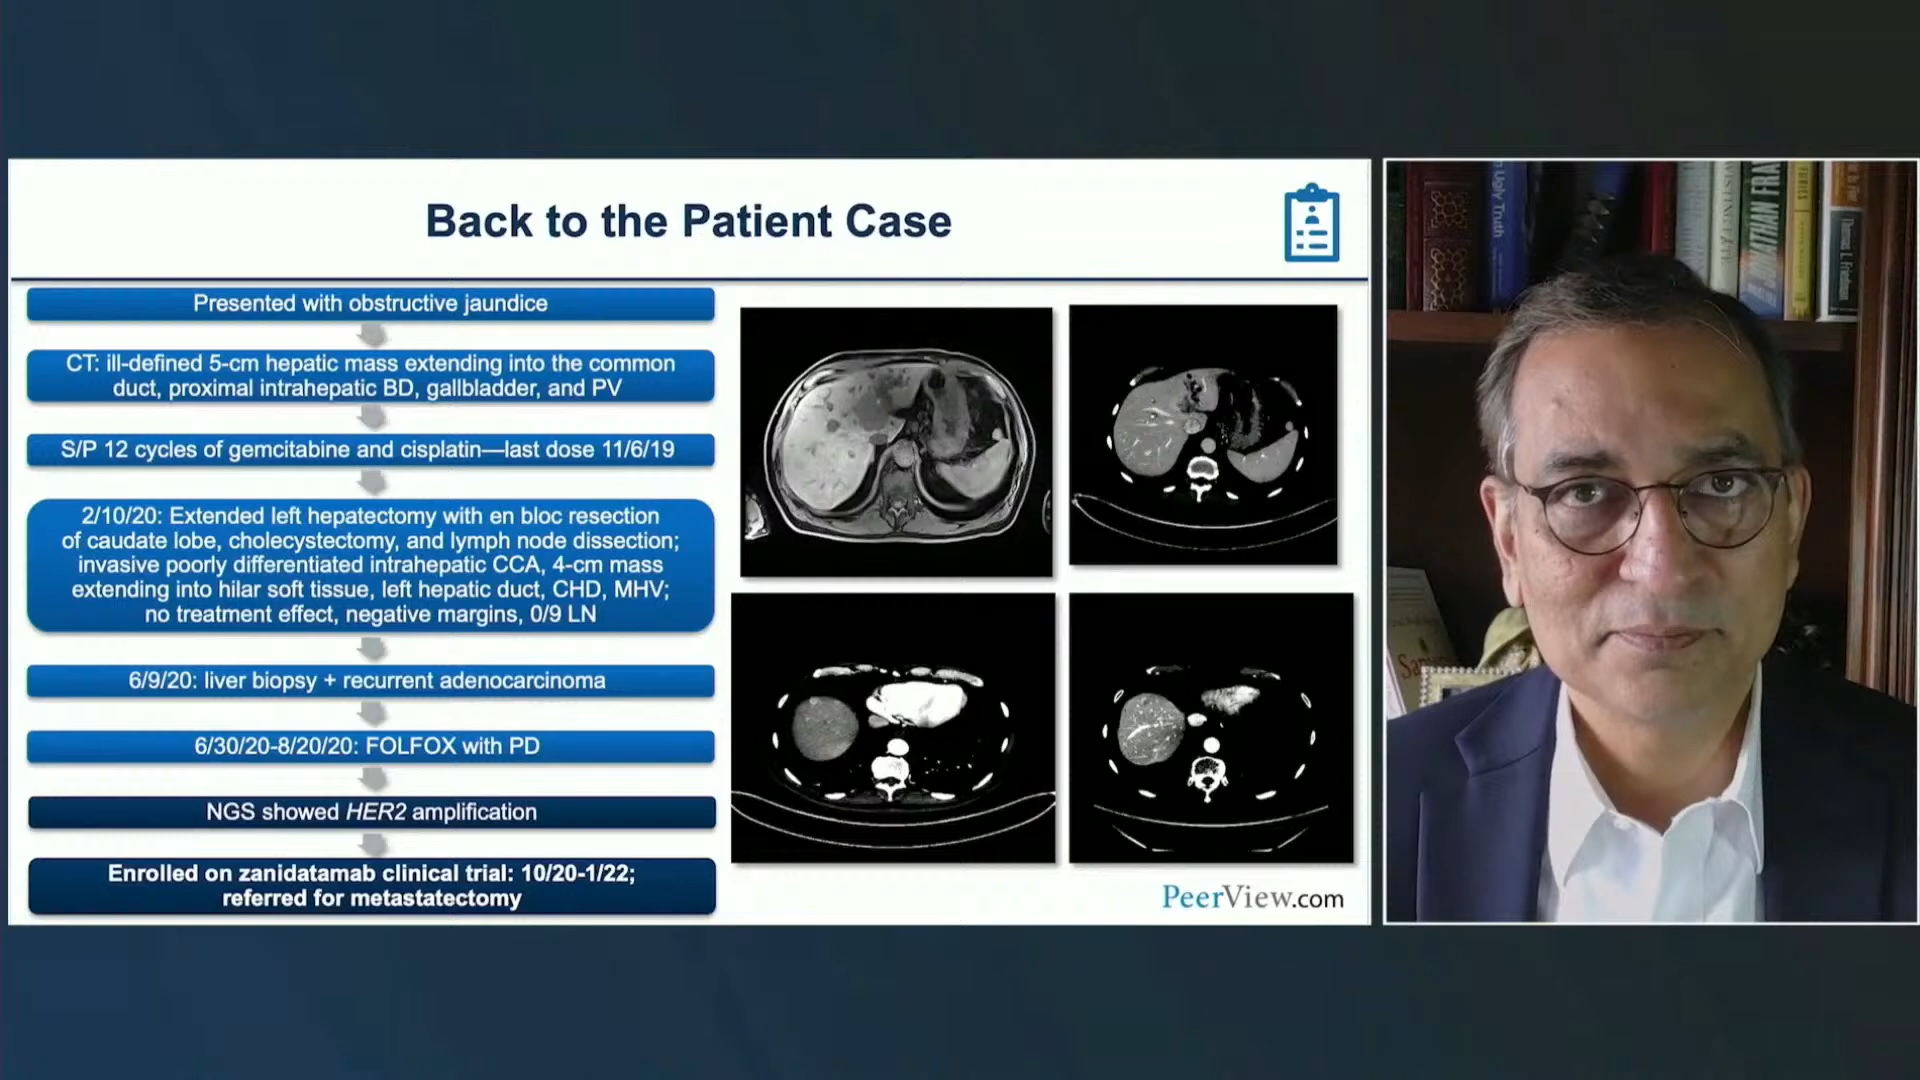 Back to the Patient Case
Presented with obstructive jaundice
CT: ill-defined 5-cm hepatic mass extending into the common
duct, proximal intrahepatic BD, gallbladder, and PV
S/P 12 cycles of gemcitabine and cisplatin—last dose 11/6/19
2/10/20: Extended left hepatectomy with en bloc resection
of caudate lobe, cholecystectomy, and lymph node dissection;
invasive poorly differentiated intrahepatic CCA, 4-cm mass
extending into hilar soft tissue, left hepatic duct, CHD, MHV;
no treatment effect, negative margins, 0/9 LN
6/9/20: liver biopsy + recurrent adenocarcinoma
6/30/20-8/20/20: FOLFOX with PD
NGS showed HER2 amplification
Enrolled on zanidatamab clinical trial: 10/20-1/22;
referred for metastatectomy
PeerView.com
Ugly Truth
Thomas L. Friedman